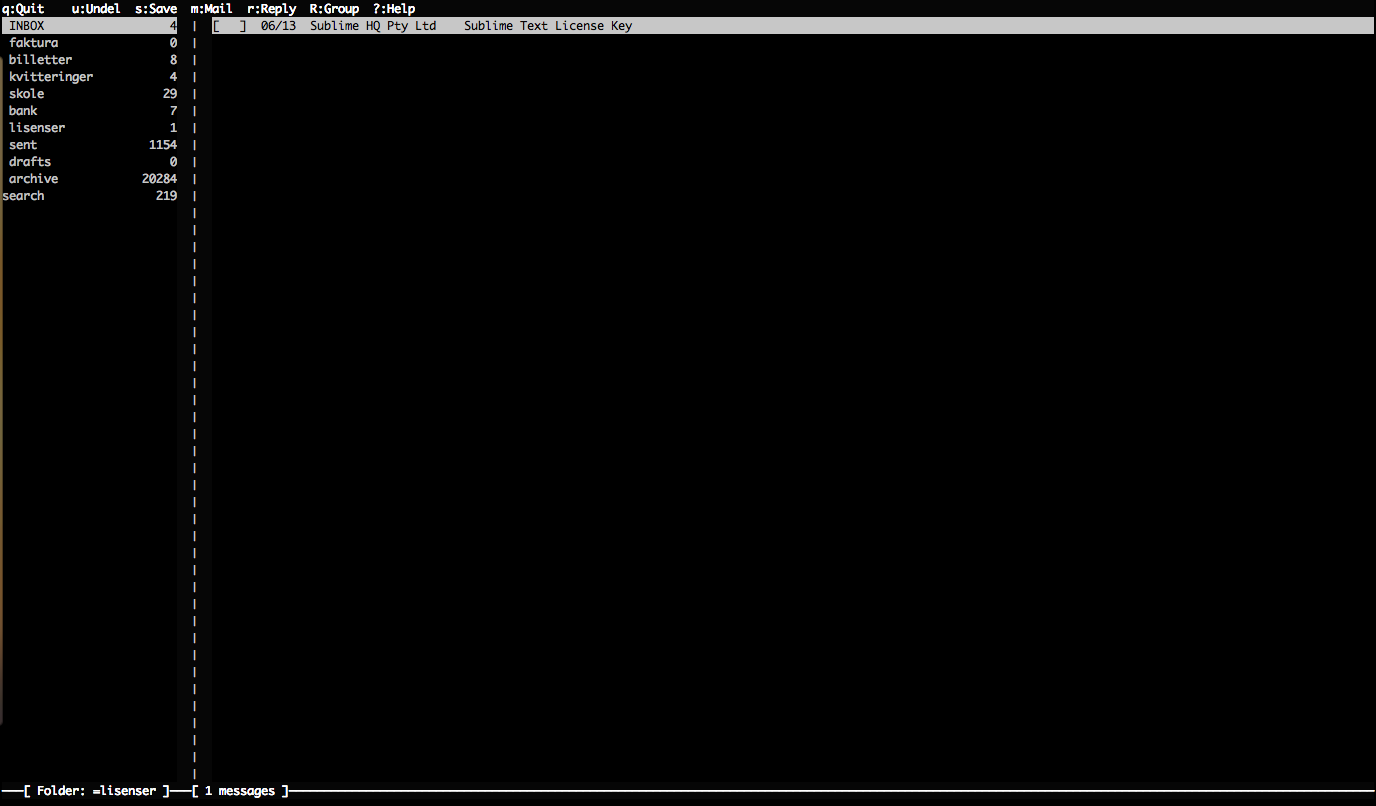 q:Quit u:Undel s:Save m:Mail r:Reply R:Group ?:Help
INBOX 4 | [ ] 06/13 Sublime HQ Pty Ltd Sublime Text License Key
faktura 0 |
billetter 8 |
kvitteringer 4 |
skole 29 |
bank 7 |
lisenser 1 |
sent 1154 |
drafts 0 |
archive 20284 |
search 219 |
---[ Folder: =lisenser ]---[ 1 messages ]---